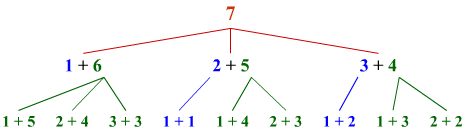 7
1 + 6 2 + 5 3 + 4
1 + 5 2 + 4 3 + 3 1 + 1 1 + 4 2 + 3 1 + 2 1 + 3 2 + 2